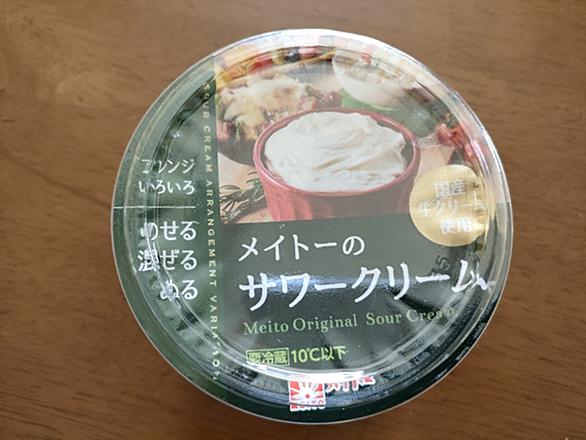 SOUR CREAM ARRANGEMENT VARIATION
アレンジ
いろいろ
のせる
混ぜる
ぬる
国産
生クリーム
使用
メイトーの
サワークリーム
Meito Original Sour Cream
要冷蔵 10℃以下